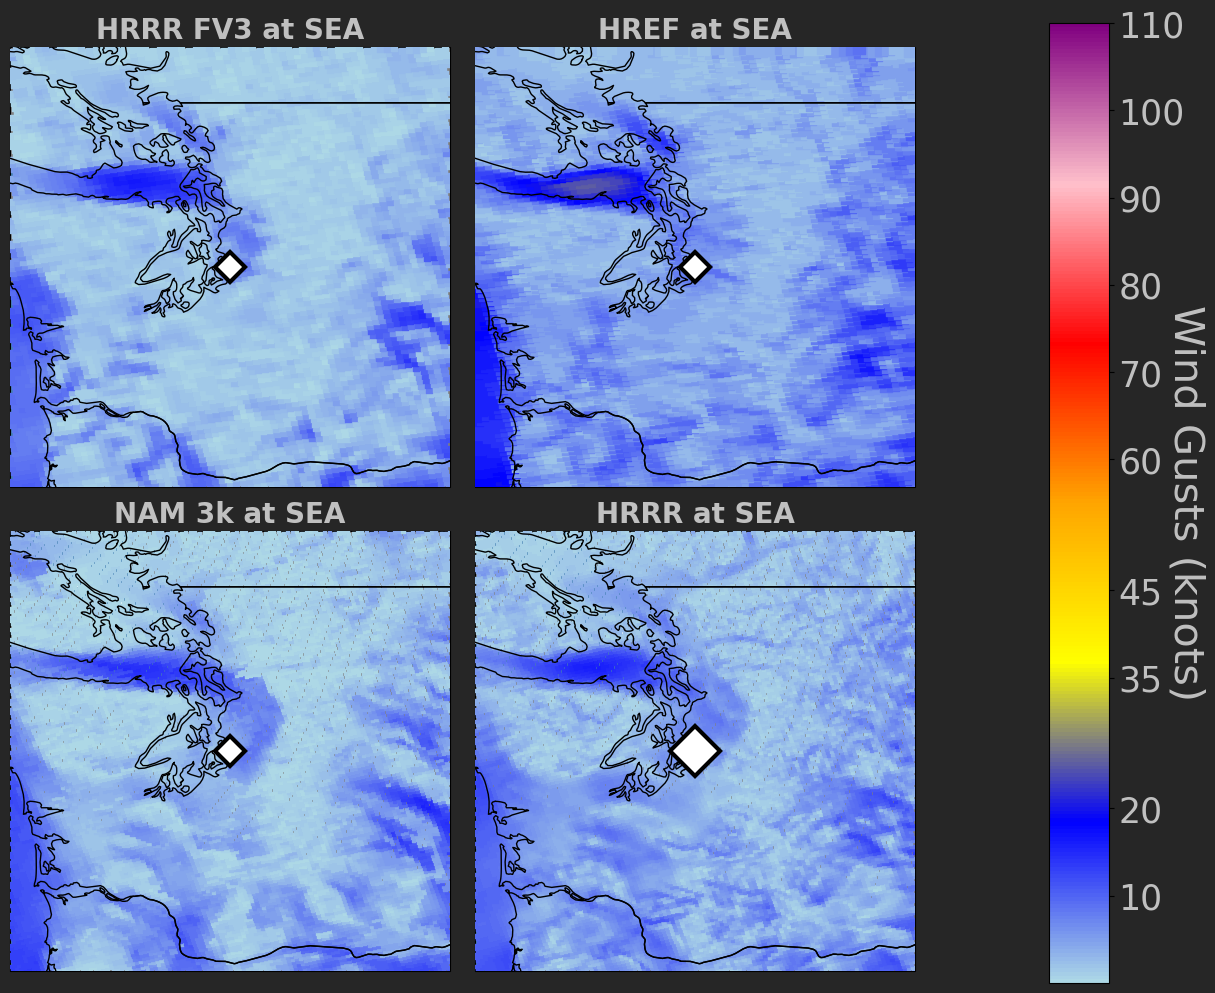 HRRR FV3 at SEA
HREF at SEA
NAM 3k at SEA
HRRR at SEA
110
100
90
80
70
60
45
35
20
10
Wind Gusts (knots)